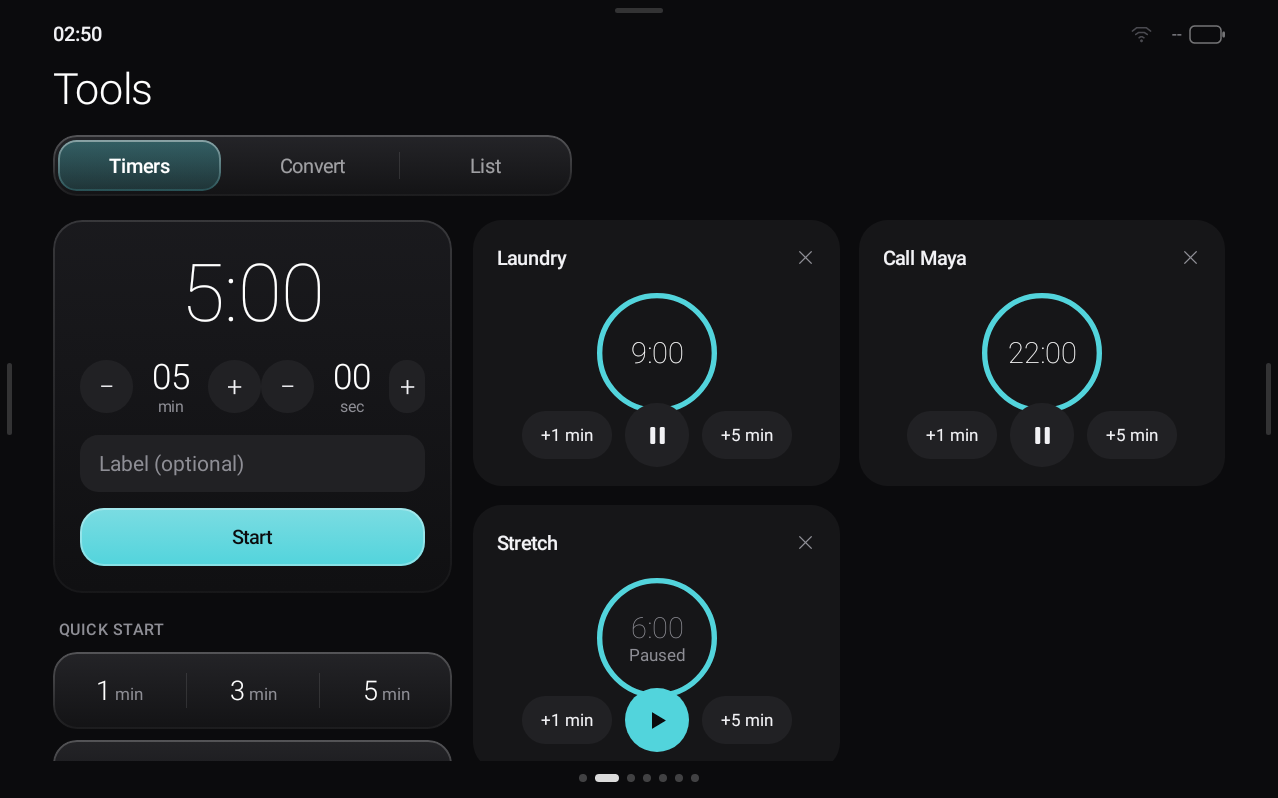 02:50
--
Tools
Timers
Convert
List
5:00
− 05 + − 00 +
min sec
Label (optional)
Start
QUICK START
1 min
3 min
5 min
Laundry
9:00
+1 min
+5 min
Call Maya
22:00
+1 min
+5 min
Stretch
6:00
Paused
+1 min
+5 min